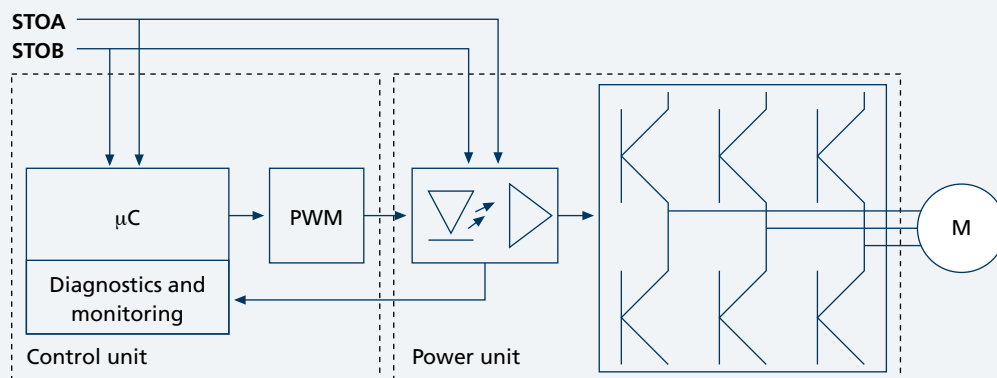 STOA
STOB
µC
PWM
M
Diagnostics and
monitoring
Control unit
Power unit